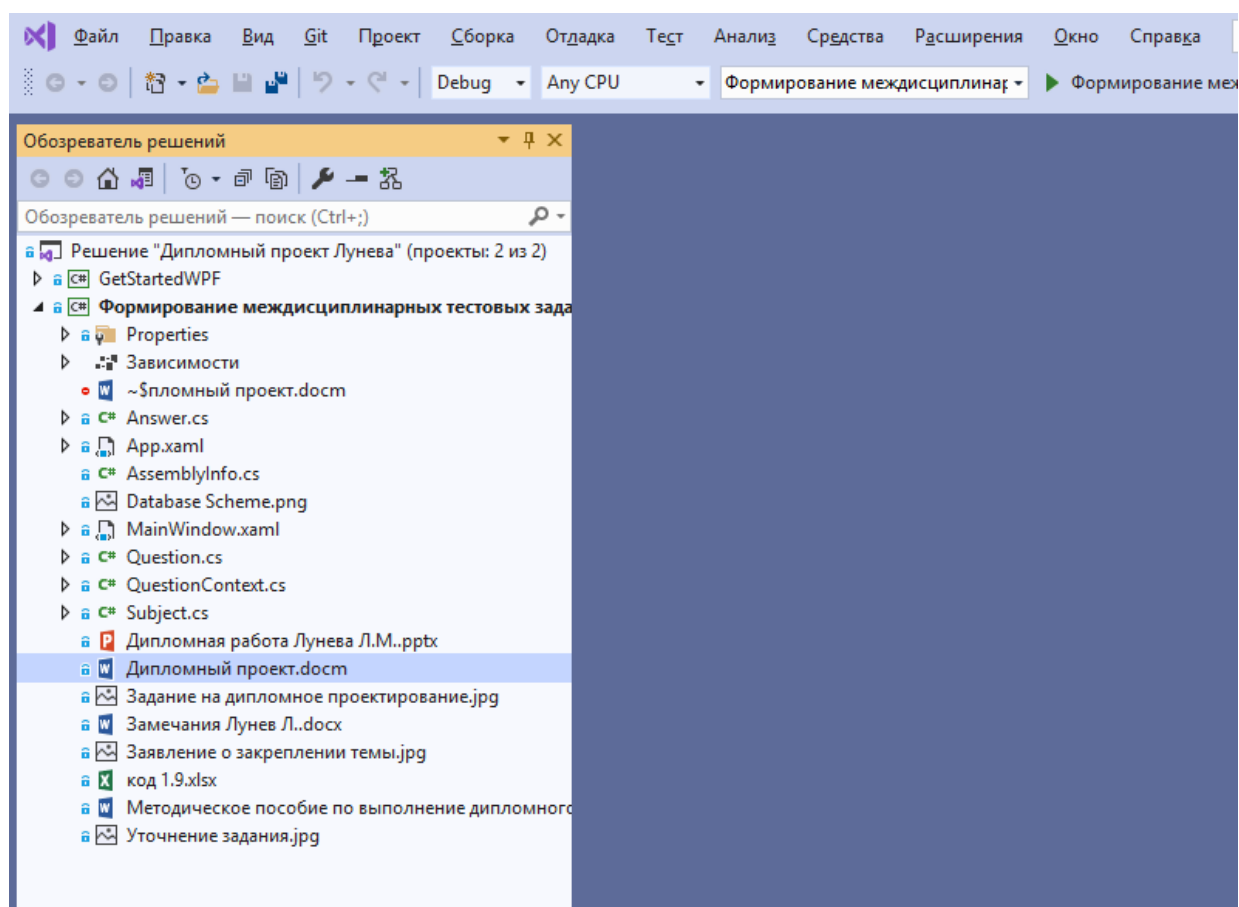 Файл Правка Вид Git Проект Сборка Отладка Тест Анализ Средства Расширения Окно Справка
Debug Any CPU Формирование междисциплинар Формирование меж
Обозреватель решений
Обозреватель решений — поиск (Ctrl+;)
Решение "Дипломный проект Лунева" (проекты: 2 из 2)
C# GetStartedWPF
C# Формирование междисциплинарных тестовых зада
Properties
Зависимости
~$пломный проект.docm
C# Answer.cs
App.xaml
C# AssemblyInfo.cs
Database Scheme.png
MainWindow.xaml
C# Question.cs
C# QuestionContext.cs
C# Subject.cs
Дипломная работа Лунева Л.М..pptx
Дипломный проект.docm
Задание на дипломное проектирование.jpg
Замечания Лунев Л..docx
Заявление о закреплении темы.jpg
код 1.9.xlsx
Методическое пособие по выполнение дипломного
Уточнение задания.jpg